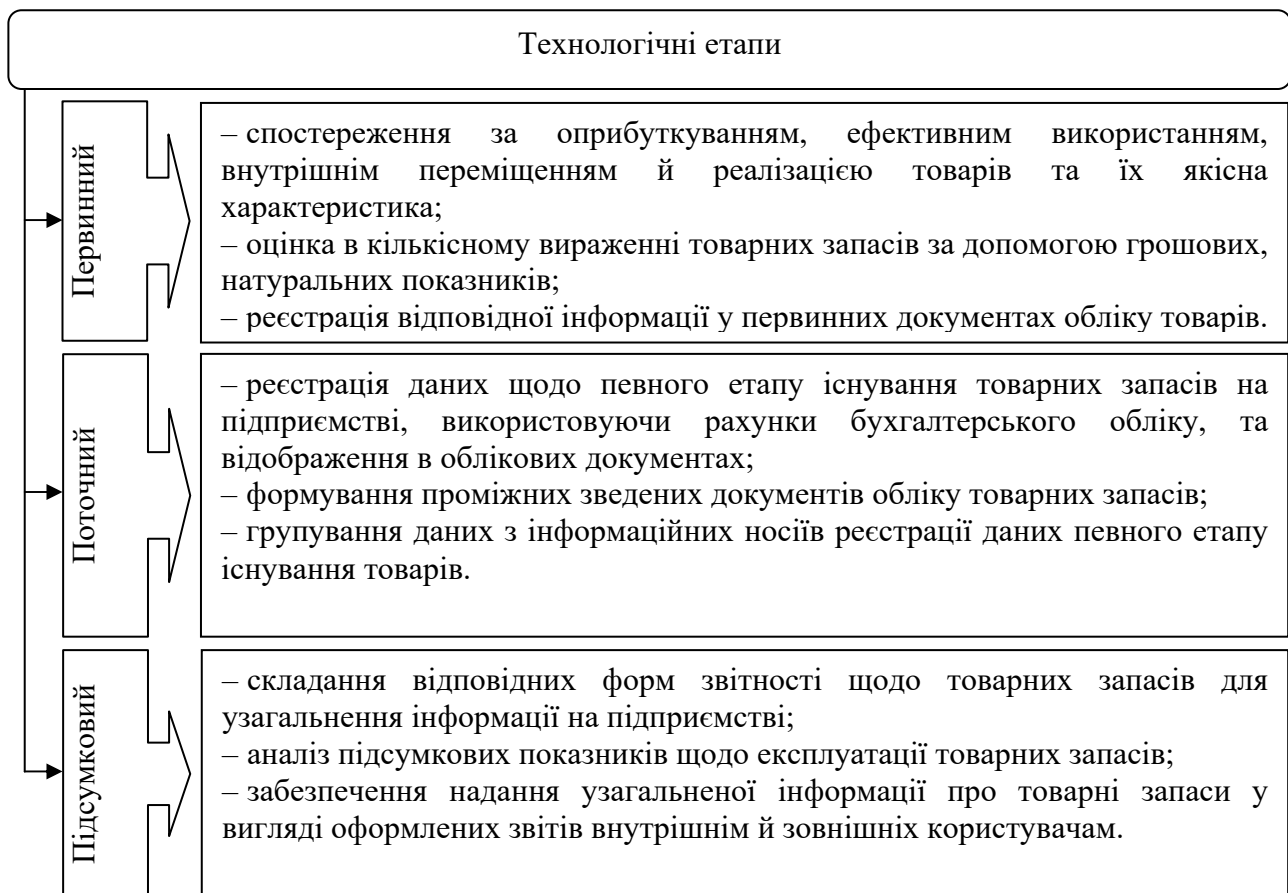 Технологічні етапи
Первинний
– спостереження за оприбуткуванням, ефективним використанням,
внутрішнім переміщенням й реалізацією товарів та їх якісна
характеристика;
– оцінка в кількісному вираженні товарних запасів за допомогою грошових,
натуральних показників;
– реєстрація відповідної інформації у первинних документах обліку товарів.
Поточний
– реєстрація даних щодо певного етапу існування товарних запасів на
підприємстві, використовуючи рахунки бухгалтерського обліку, та
відображення в облікових документах;
– формування проміжних зведених документів обліку товарних запасів;
– групування даних з інформаційних носіїв реєстрації даних певного етапу
існування товарів.
Підсумковий
– складання відповідних форм звітності щодо товарних запасів для
узагальнення інформації на підприємстві;
– аналіз підсумкових показників щодо експлуатації товарних запасів;
– забезпечення надання узагальненої інформації про товарні запаси у
вигляді оформлених звітів внутрішнім й зовнішніх користувачам.